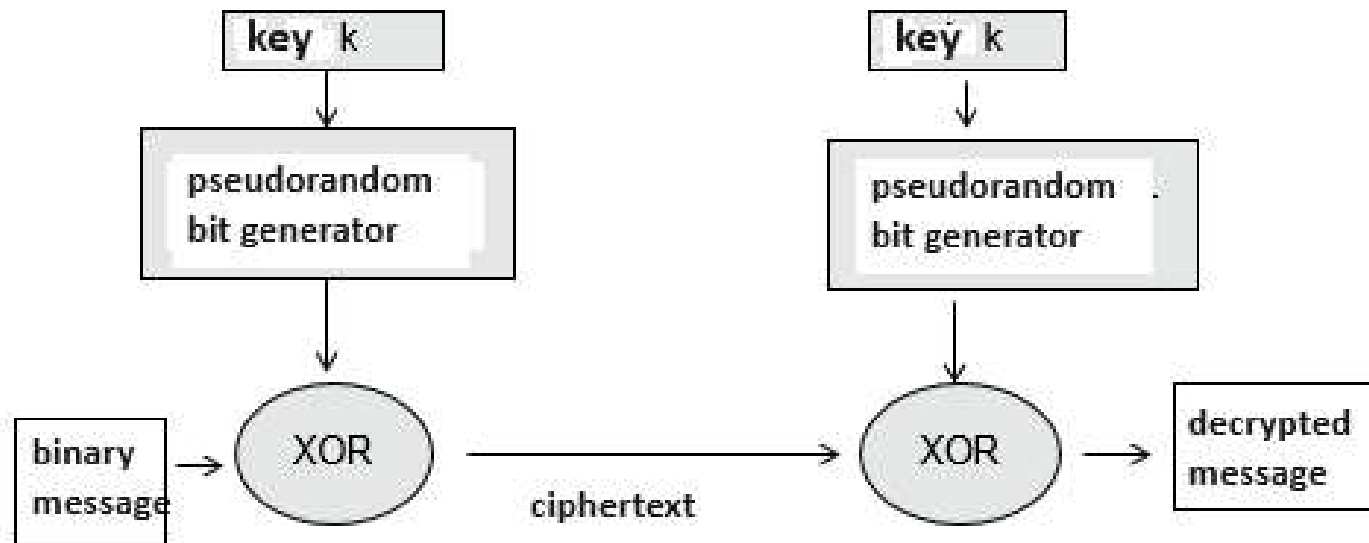 key k
key k
pseudorandom
bit generator
pseudorandom
bit generator
binary
message
XOR
ciphertext
XOR
decrypted
message